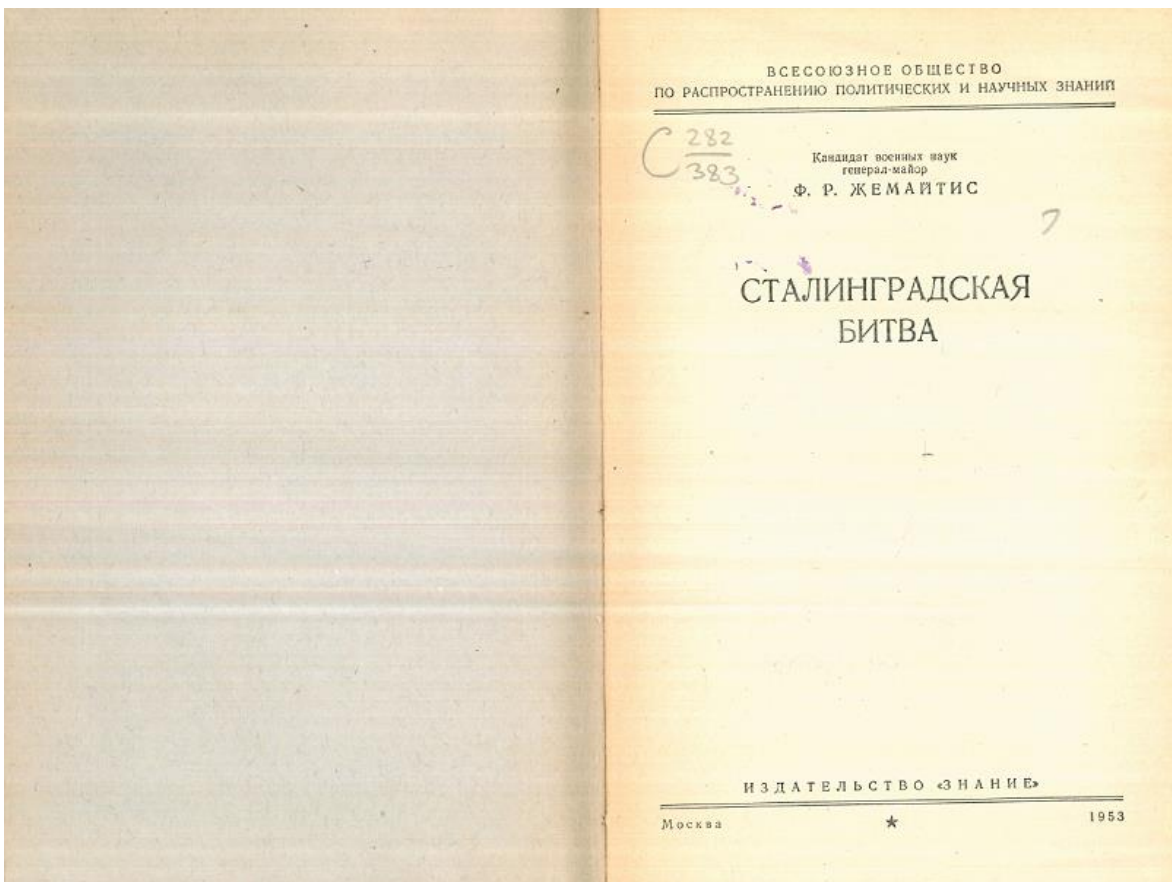 ВСЕСОЮЗНОЕ ОБЩЕСТВО
ПО РАСПРОСТРАНЕНИЮ ПОЛИТИЧЕСКИХ И НАУЧНЫХ ЗНАНИЙ
С 282
383
Кандидат военных наук
генерал-майор
Ф. Р. ЖЕМАЙТИС
7
СТАЛИНГРАДСКАЯ
БИТВА
ИЗДАТЕЛЬСТВО «ЗНАНИЕ»
Москва ★ 1953